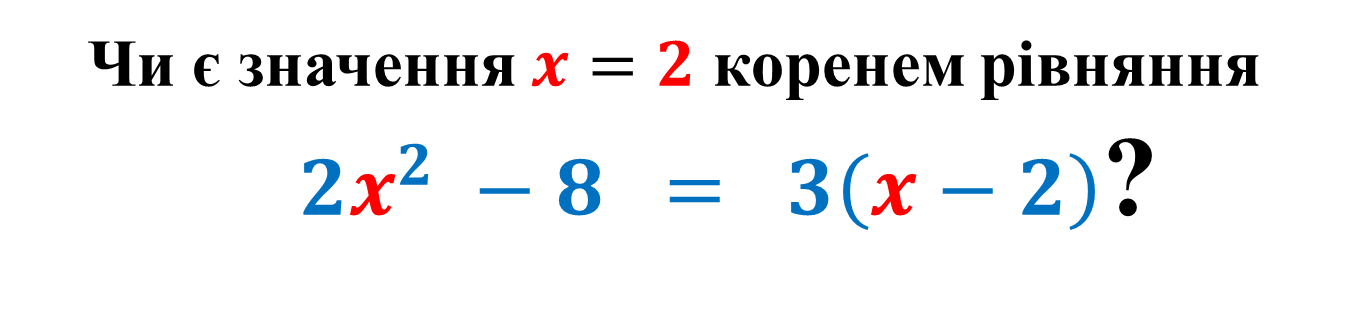 Чи є значення x = 2 коренем рівняння
2x² − 8 = 3(x − 2)?